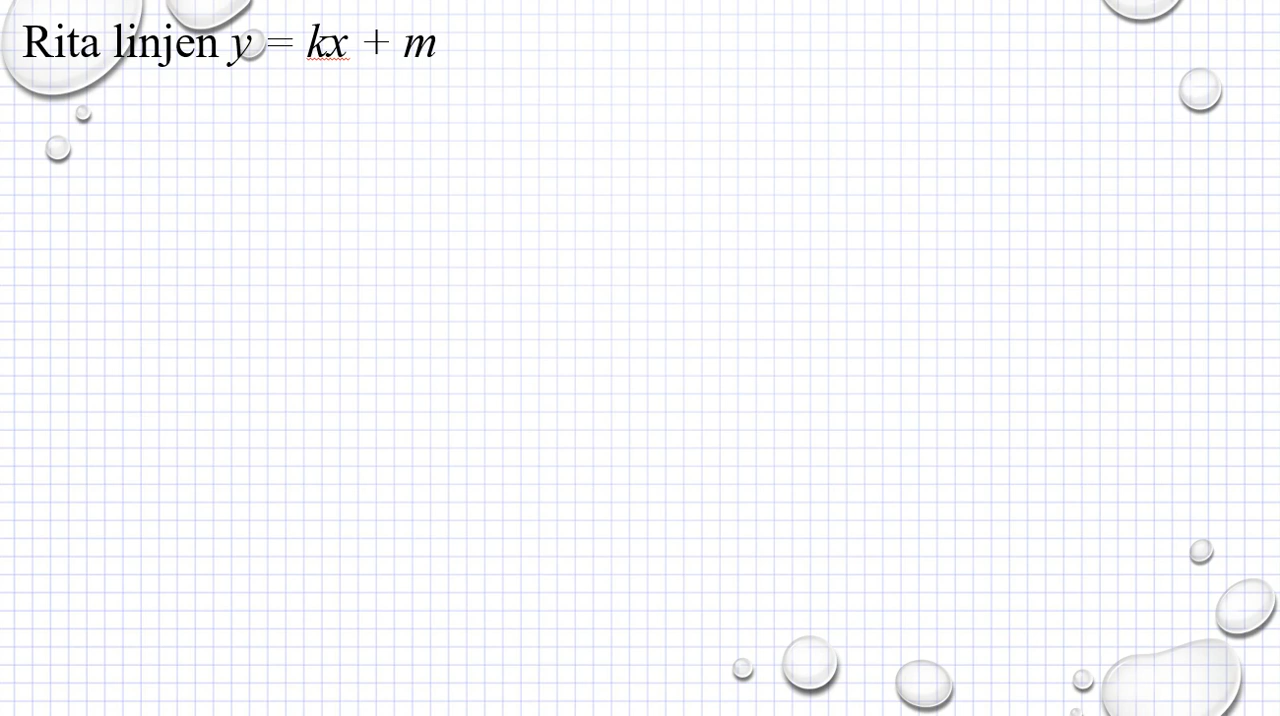 Rita linjen y = kx + m